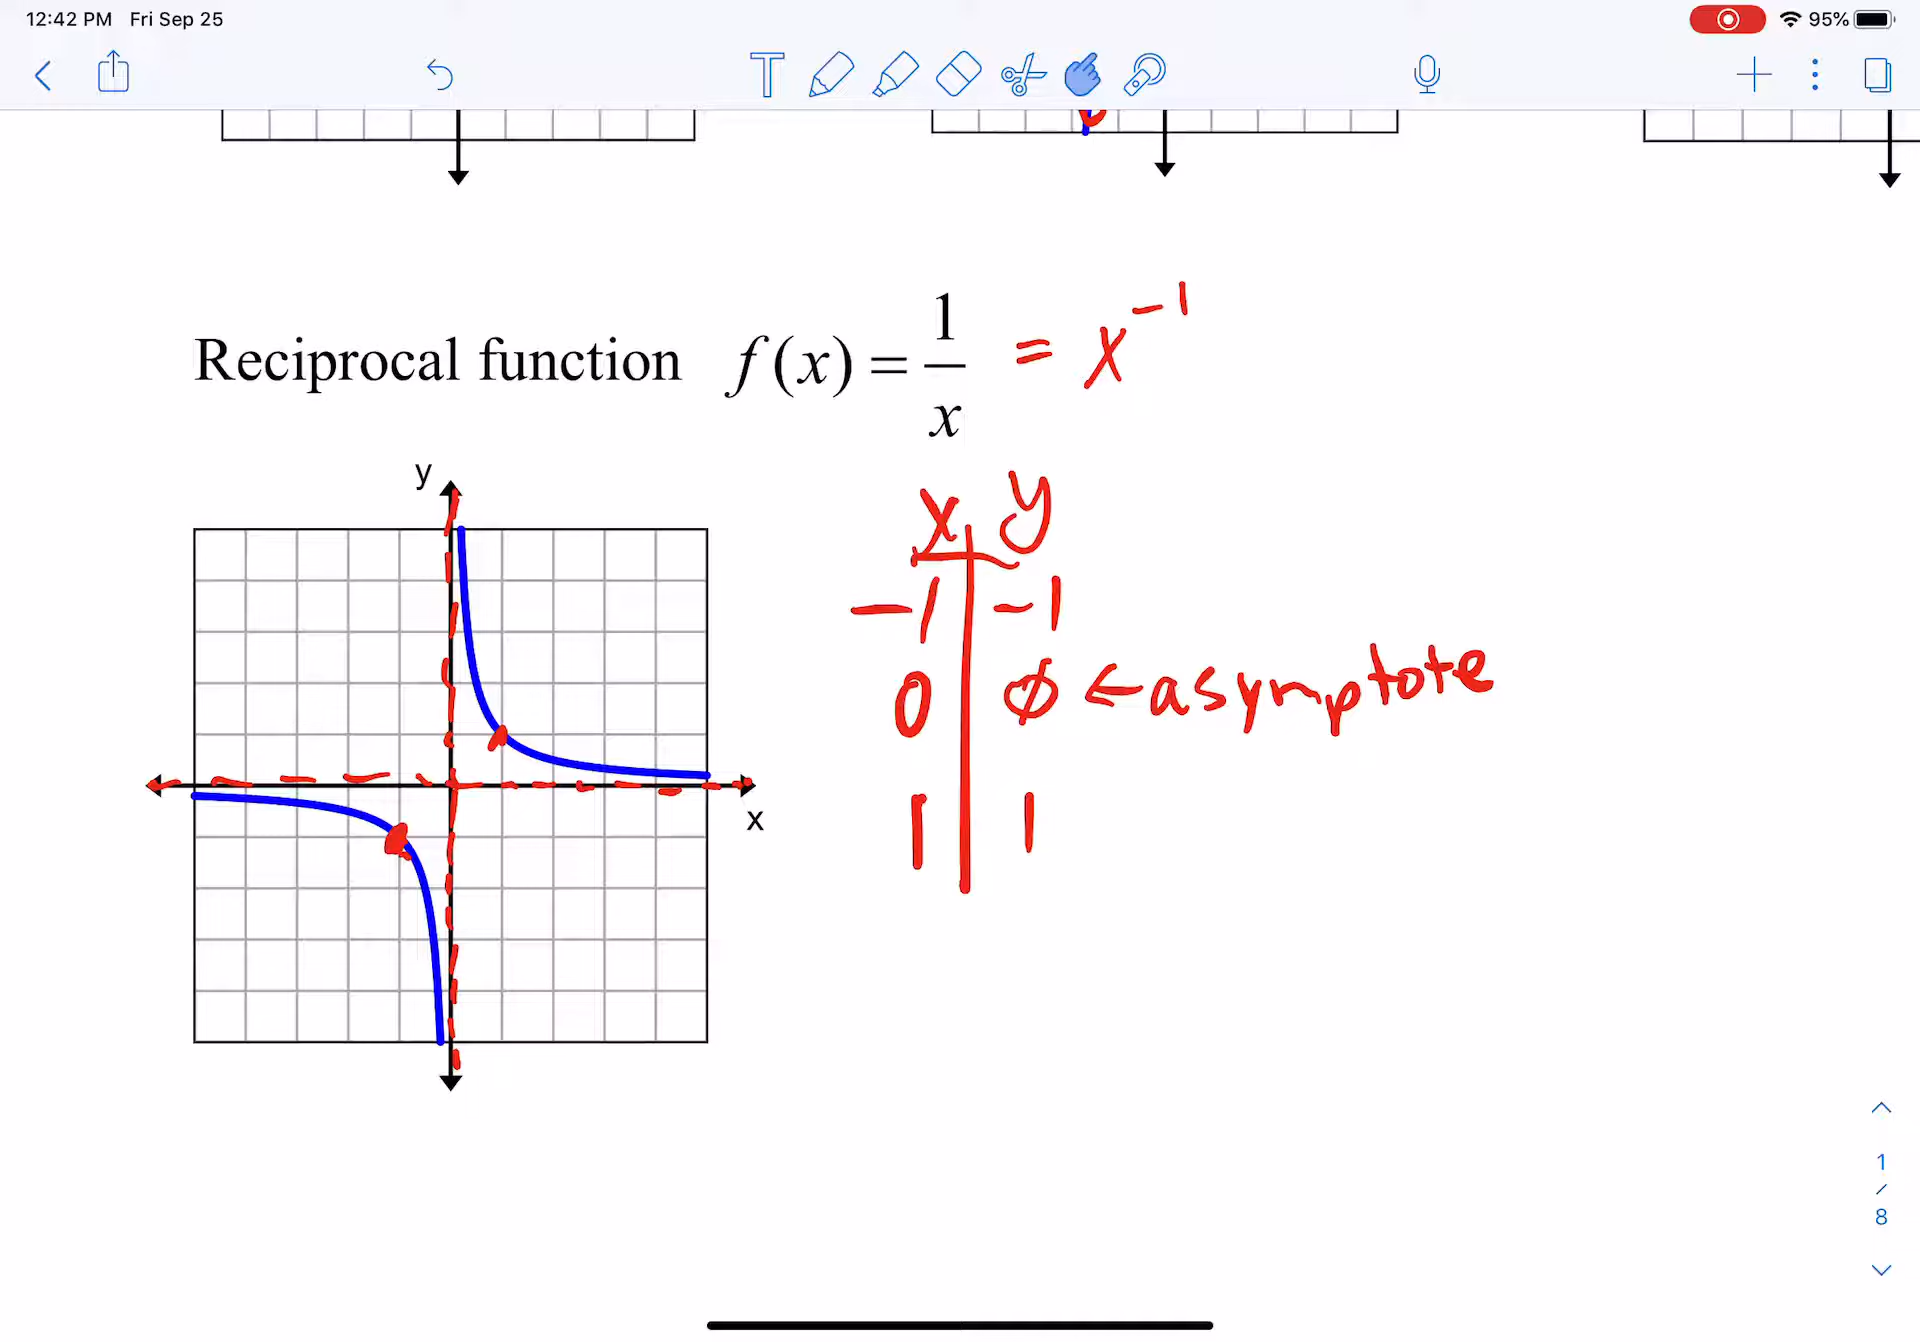 12:42 PM Fri Sep 25 95%
T
Reciprocal function f(x) = 1/x = x⁻¹
y
x y
-1 -1
0 ∅ ← asymptote
x
1 1
1
/
8